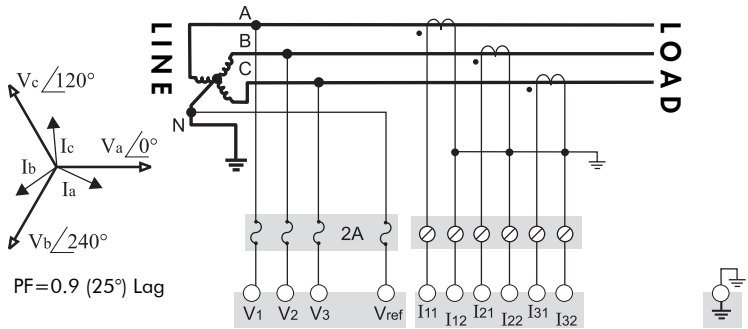 A
B
C
N
LINE
LOAD
Vc/120°
Ic
Va/0°
Ib
Ia
Vb/240°
PF=0.9 (25°) Lag
2A
V1
V2
V3
Vref
I11
I12
I21
I22
I31
I32